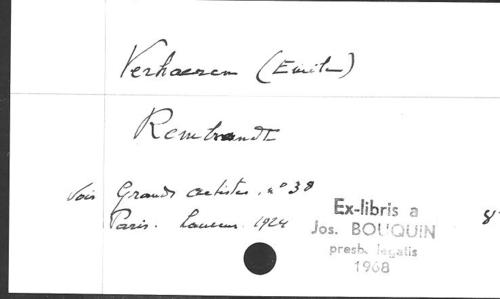 Verhaeren (Emile)
Rembrandt
Voir Grands artistes. n° 38
Paris. Laurens. 1924
Ex-libris a
Jos. BOUQUIN
presb. legatis
1968